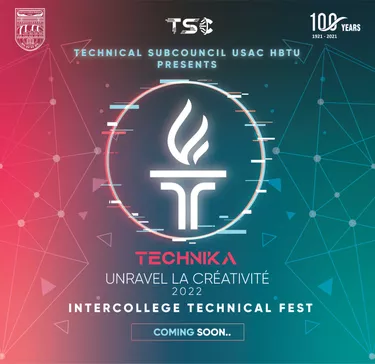 TSC
100 YEARS
1921 - 2021
TECHNICAL SUBCOUNCIL USAC HBTU
PRESENTS
TECHNIKA
UNRAVEL LA CRÉATIVITÉ
2022
INTERCOLLEGE TECHNICAL FEST
COMING SOON..